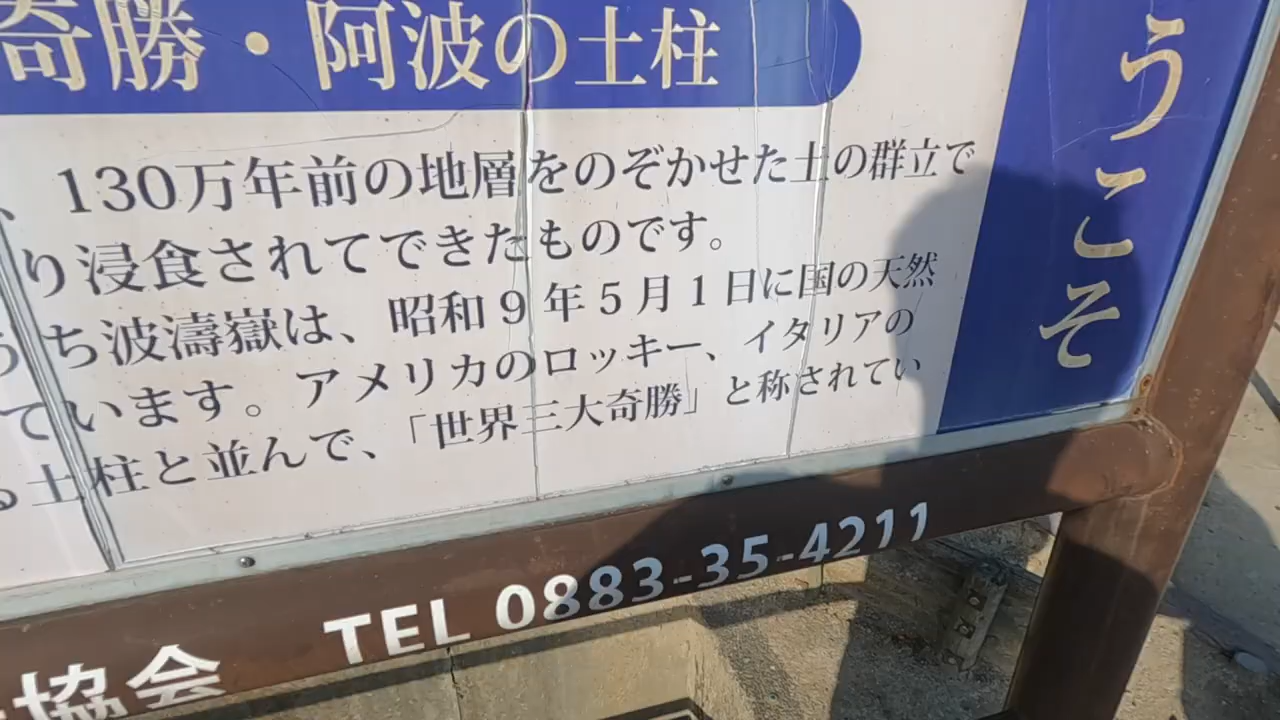 奇勝・阿波の土柱
、130万年前の地層をのぞかせた土の群立で
り浸食されてできたものです。
うち波濤嶽は、昭和9年5月1日に国の天然
ています。アメリカのロッキー、イタリアの
る土柱と並んで、「世界三大奇勝」と称されてい
うこそ
協会 TEL 0883-35-4211